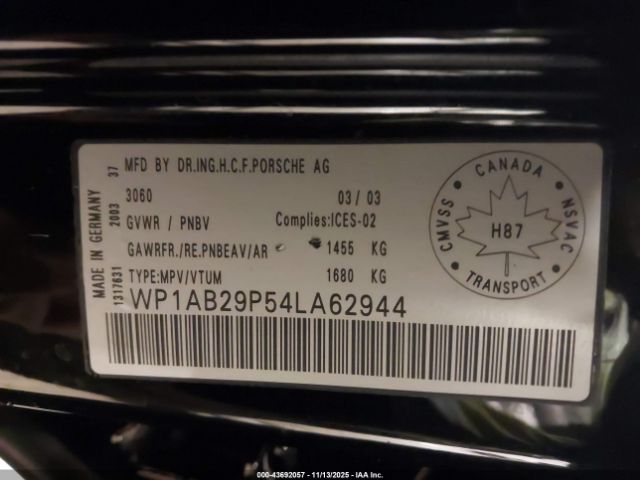 MFD BY DR.ING.H.C.F.PORSCHE AG
3060 03/03
GVWR / PNBV Complies:ICES-02
GAWRFR./RE.PNBEAV/AR 1455 KG
TYPE:MPV/VTUM 1680 KG
WP1AB29P54LA62944
MADE IN GERMANY
1317631 2003 37
CANADA
CMVSS
NSVAC
H87
TRANSPORT
000-43692057 - 11/13/2025 - IAA Inc.